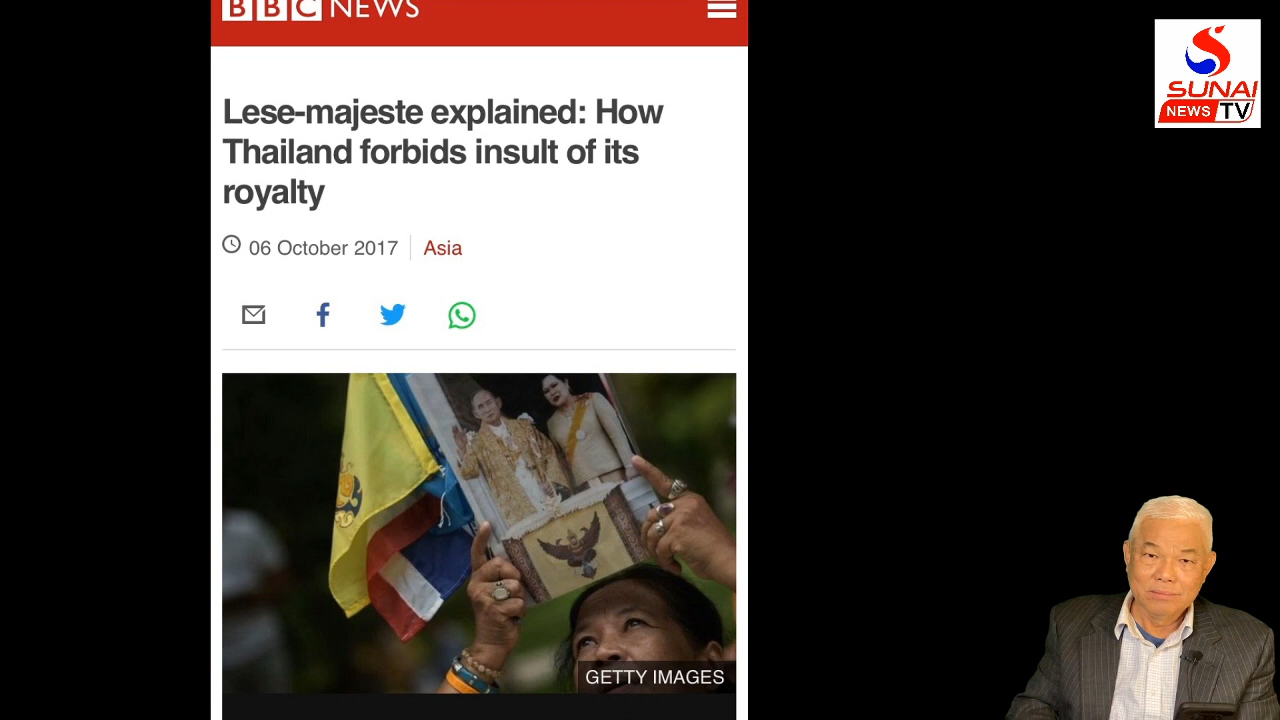 BBC NEWS
Lese-majeste explained: How
Thailand forbids insult of its
royalty
06 October 2017 Asia
GETTY IMAGES
SUNAI
NEWS TV